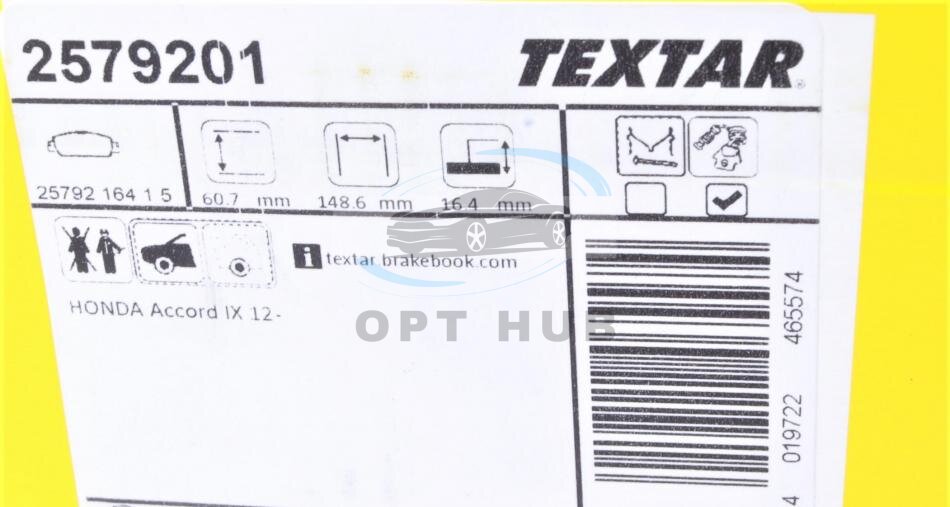 2579201
TEXTAR®
25792 164 1 5
60.7 mm
148.6 mm
16.4 mm
i textar.brakebook.com
HONDA Accord IX 12-
OPT HUB
4 019722 465574